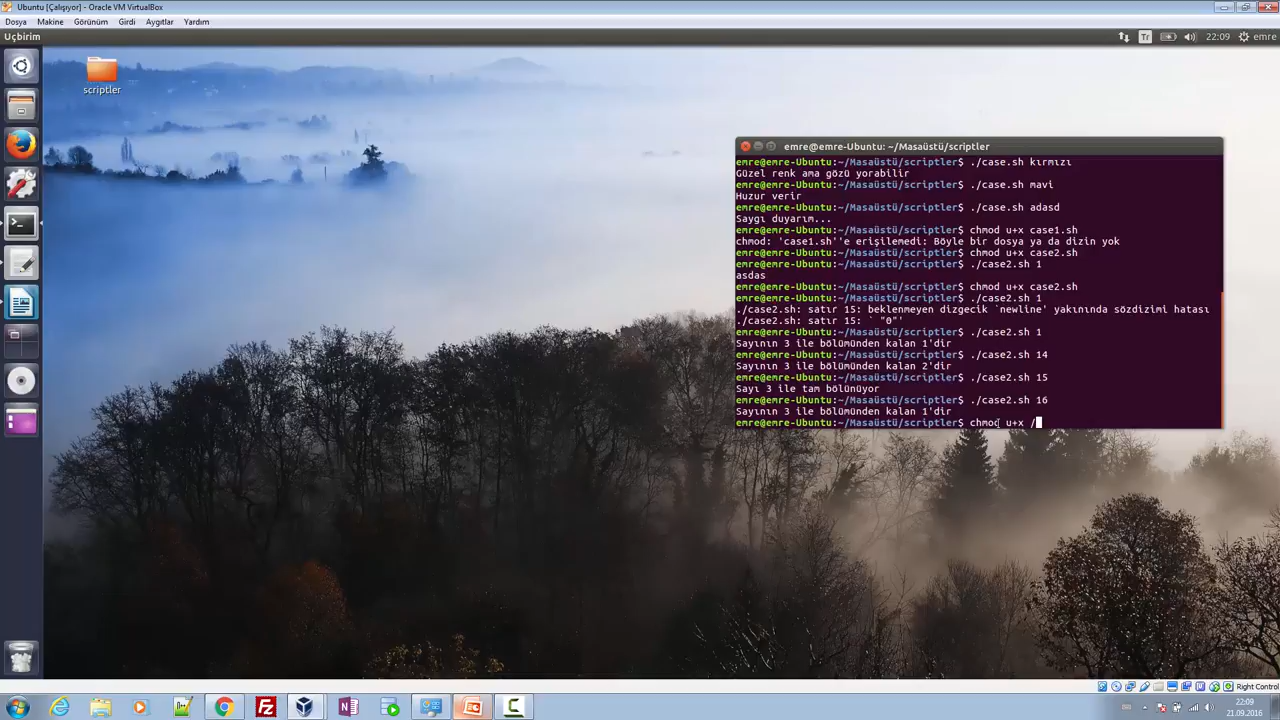 Ubuntu [Çalışıyor] - Oracle VM VirtualBox
Dosya Makine Görünüm Girdi Aygıtlar Yardım
Uçbirim
Tr
22:09
emre
scriptler
emre@emre-Ubuntu: ~/Masaüstü/scriptler
emre@emre-Ubuntu:~/Masaüstü/scriptler$ ./case.sh kırmızı
Güzel renk ama gözü yorabilir
emre@emre-Ubuntu:~/Masaüstü/scriptler$ ./case.sh mavi
Huzur verir
emre@emre-Ubuntu:~/Masaüstü/scriptler$ ./case.sh adasd
Saygı duyarım...
emre@emre-Ubuntu:~/Masaüstü/scriptler$ chmod u+x case1.sh
chmod: 'case1.sh''e erişilemedi: Böyle bir dosya ya da dizin yok
emre@emre-Ubuntu:~/Masaüstü/scriptler$ chmod u+x case2.sh
emre@emre-Ubuntu:~/Masaüstü/scriptler$ ./case2.sh 1
asdas
emre@emre-Ubuntu:~/Masaüstü/scriptler$ chmod u+x case2.sh
emre@emre-Ubuntu:~/Masaüstü/scriptler$ ./case2.sh 1
./case2.sh: satır 15: beklenmeyen dizgecik `newline' yakınında sözdizimi hatası
./case2.sh: satır 15: ` "0"'
emre@emre-Ubuntu:~/Masaüstü/scriptler$ ./case2.sh 1
Sayının 3 ile bölümünden kalan 1'dir
emre@emre-Ubuntu:~/Masaüstü/scriptler$ ./case2.sh 14
Sayının 3 ile bölümünden kalan 2'dir
emre@emre-Ubuntu:~/Masaüstü/scriptler$ ./case2.sh 15
Sayı 3 ile tam bölünüyor
emre@emre-Ubuntu:~/Masaüstü/scriptler$ ./case2.sh 16
Sayının 3 ile bölümünden kalan 1'dir
emre@emre-Ubuntu:~/Masaüstü/scriptler$ chmod u+x /
Right Control
22:09
21.09.2016